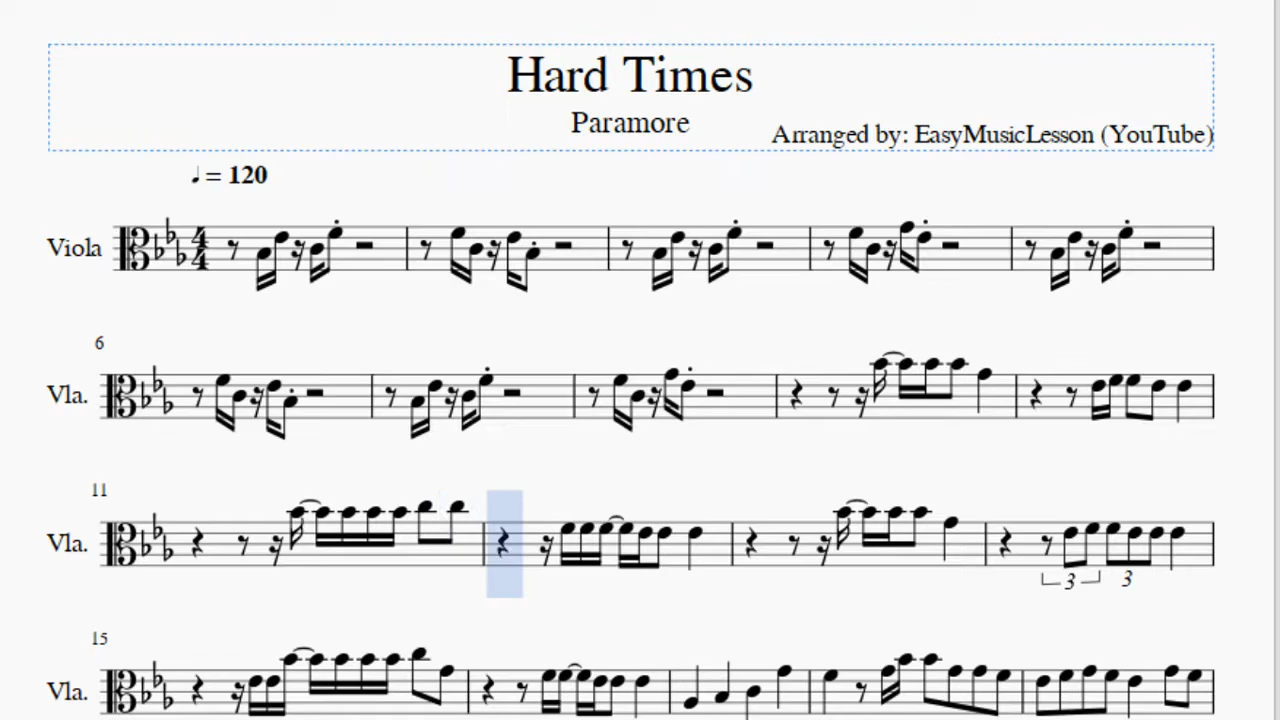 Hard Times
Paramore
Arranged by: EasyMusicLesson (YouTube)
♩ = 120
Viola
6
Vla.
11
Vla.
3 3
15
Vla.